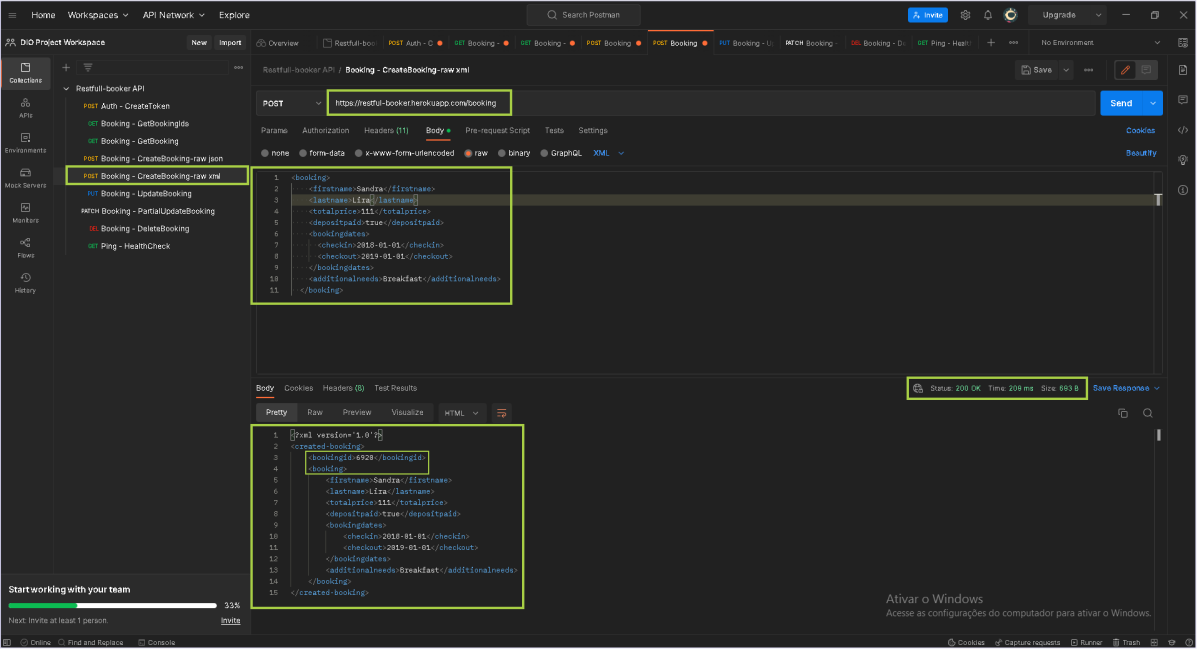 Home Workspaces API Network Explore Search Postman Invite Upgrade
DIO Project Workspace New Import Overview Restfull-boo POST Auth - C GET Booking - GET Booking - POST Booking POST Booking PUT Booking - U PATCH Booking - DEL Booking - D GET Ping - Healt No Environment
Collections
APIs
Environments
Mock Servers
Monitors
Flows
History
Restfull-booker API
POST Auth - CreateToken
GET Booking - GetBookingIds
GET Booking - GetBooking
POST Booking - CreateBooking-raw json
POST Booking - CreateBooking-raw xml
PUT Booking - UpdateBooking
PATCH Booking - PartialUpdateBooking
DEL Booking - DeleteBooking
GET Ping - HealthCheck
Restfull-booker API / Booking - CreateBooking-raw xml Save
POST https://restful-booker.herokuapp.com/booking Send
Params Authorization Headers (11) Body Pre-request Script Tests Settings Cookies
none form-data x-www-form-urlencoded raw binary GraphQL XML Beautify
1 <booking>
2 <firstname>Sandra</firstname>
3 <lastname>Lira</lastname>
4 <totalprice>111</totalprice>
5 <depositpaid>true</depositpaid>
6 <bookingdates>
7 <checkin>2018-01-01</checkin>
8 <checkout>2019-01-01</checkout>
9 </bookingdates>
10 <additionalneeds>Breakfast</additionalneeds>
11 </booking>
Body Cookies Headers (8) Test Results Status: 200 OK Time: 209 ms Size: 693 B Save Response
Pretty Raw Preview Visualize HTML
1 <?xml version='1.0'?>
2 <created-booking>
3 <bookingid>6920</bookingid>
4 <booking>
5 <firstname>Sandra</firstname>
6 <lastname>Lira</lastname>
7 <totalprice>111</totalprice>
8 <depositpaid>true</depositpaid>
9 <bookingdates>
10 <checkin>2018-01-01</checkin>
11 <checkout>2019-01-01</checkout>
12 </bookingdates>
13 <additionalneeds>Breakfast</additionalneeds>
14 </booking>
15 </created-booking>
Start working with your team
33%
Next: Invite at least 1 person. Invite
Ativar o Windows
Acesse as configurações do computador para ativar o Windows.
Online Find and Replace Console Cookies Capture requests Runner Trash